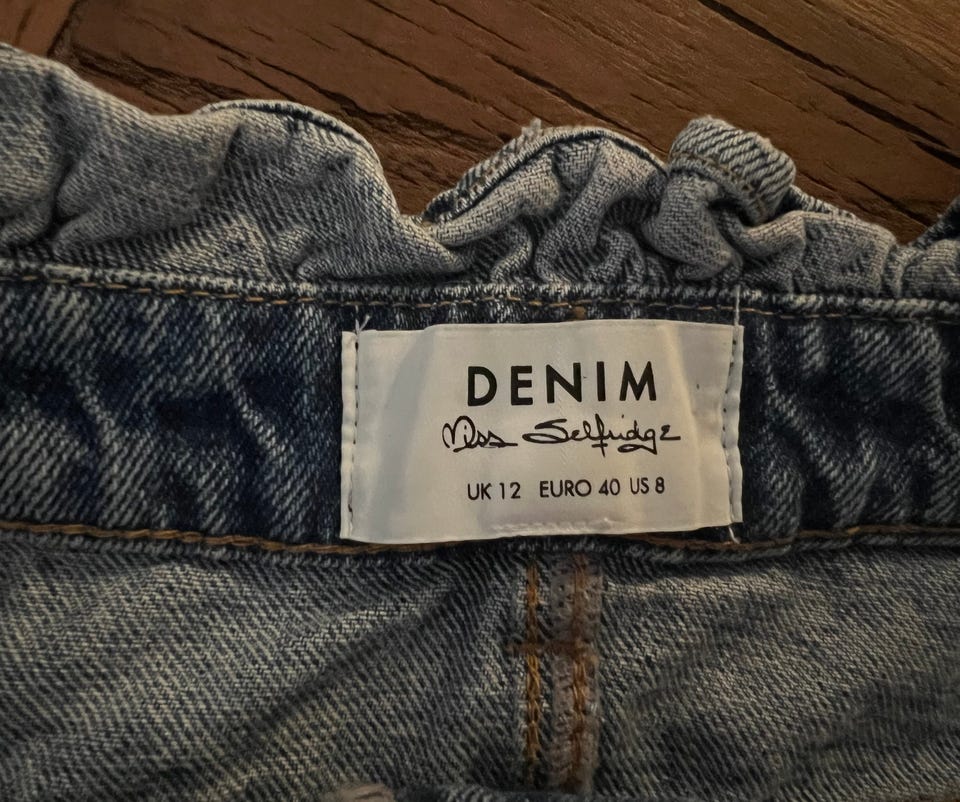 DENIM
Miss Selfridge
UK 12 EURO 40 US 8